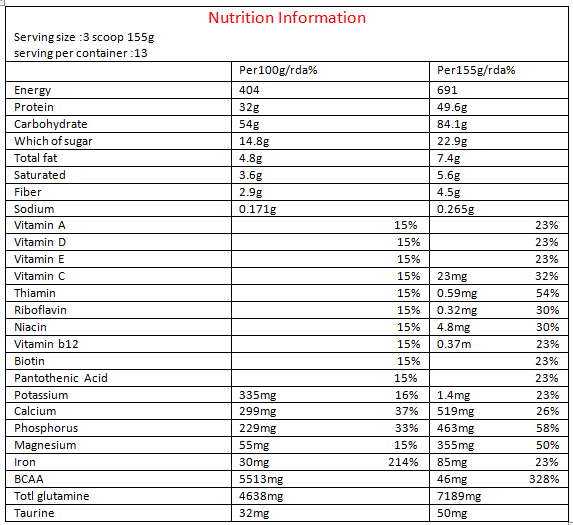 Nutrition Information
Serving size :3 scoop 155g
serving per container :13
Per100g/rda% Per155g/rda%
Energy 404 691
Protein 32g 49.6g
Carbohydrate 54g 84.1g
Which of sugar 14.8g 22.9g
Total fat 4.8g 7.4g
Saturated 3.6g 5.6g
Fiber 2.9g 4.5g
Sodium 0.171g 0.265g
Vitamin A 15% 23%
Vitamin D 15% 23%
Vitamin E 15% 23%
Vitamin C 15% 23mg 32%
Thiamin 15% 0.59mg 54%
Riboflavin 15% 0.32mg 30%
Niacin 15% 4.8mg 30%
Vitamin b12 15% 0.37m 23%
Biotin 15% 23%
Pantothenic Acid 15% 23%
Potassium 335mg 16% 1.4mg 23%
Calcium 299mg 37% 519mg 26%
Phosphorus 229mg 33% 463mg 58%
Magnesium 55mg 15% 355mg 50%
Iron 30mg 214% 85mg 23%
BCAA 5513mg 46mg 328%
Totl glutamine 4638mg 7189mg
Taurine 32mg 50mg